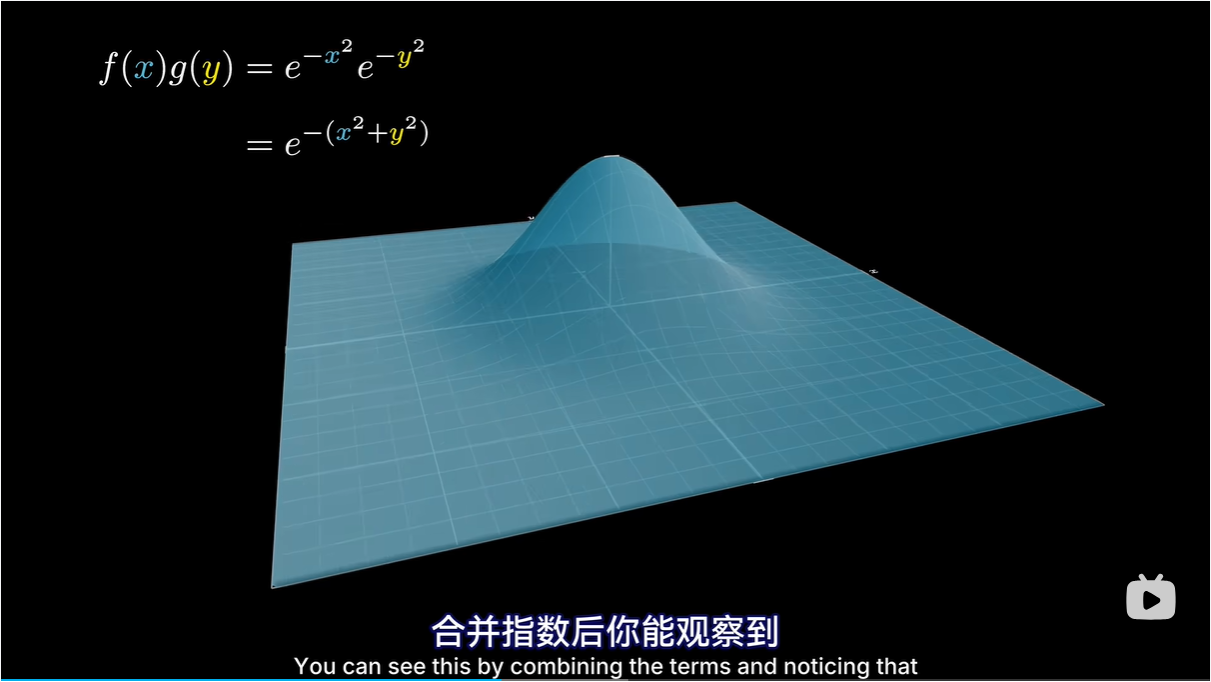 f(x)g(y) = e^{-x^2} e^{-y^2}
= e^{-(x^2+y^2)}
合并指数后你能观察到
You can see this by combining the terms and noticing that